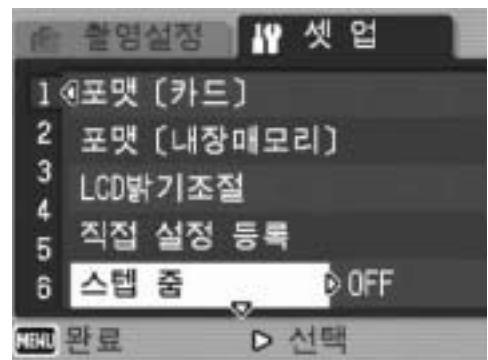 촬영설정 셋 업
1 포맷 [카드]
2 포맷 [내장메모리]
3 LCD밝기조절
4 직접 설정 등록
5
6 스텝 줌 OFF
MENU 완료 선택